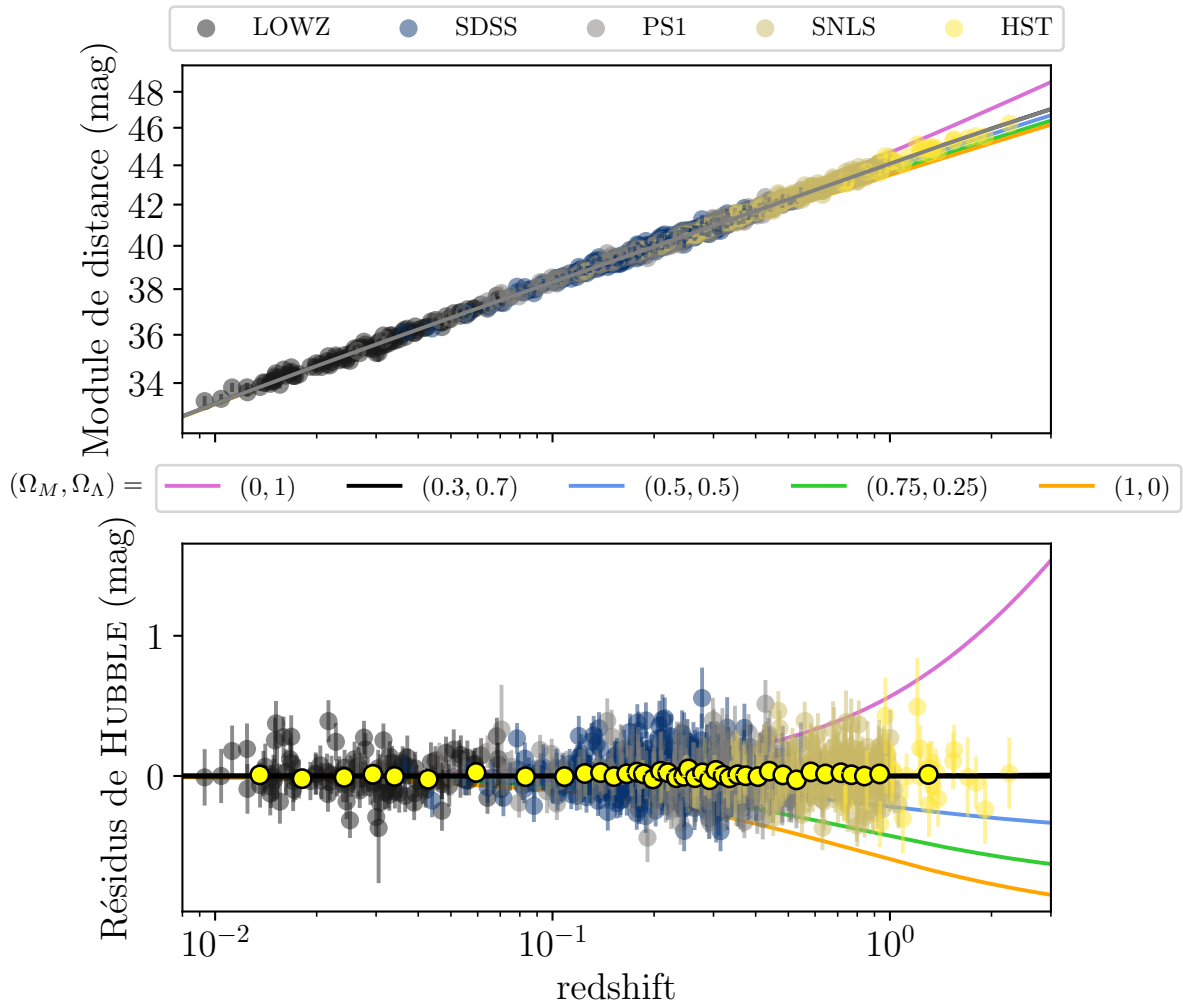 LOWZ SDSS PS1 SNLS HST
Module de distance (mag)
48
46
44
42
40
38
36
34
(Ω_M, Ω_Λ) = (0, 1) (0.3, 0.7) (0.5, 0.5) (0.75, 0.25) (1, 0)
Résidus de HUBBLE (mag)
1
0
10⁻² 10⁻¹ 10⁰
redshift